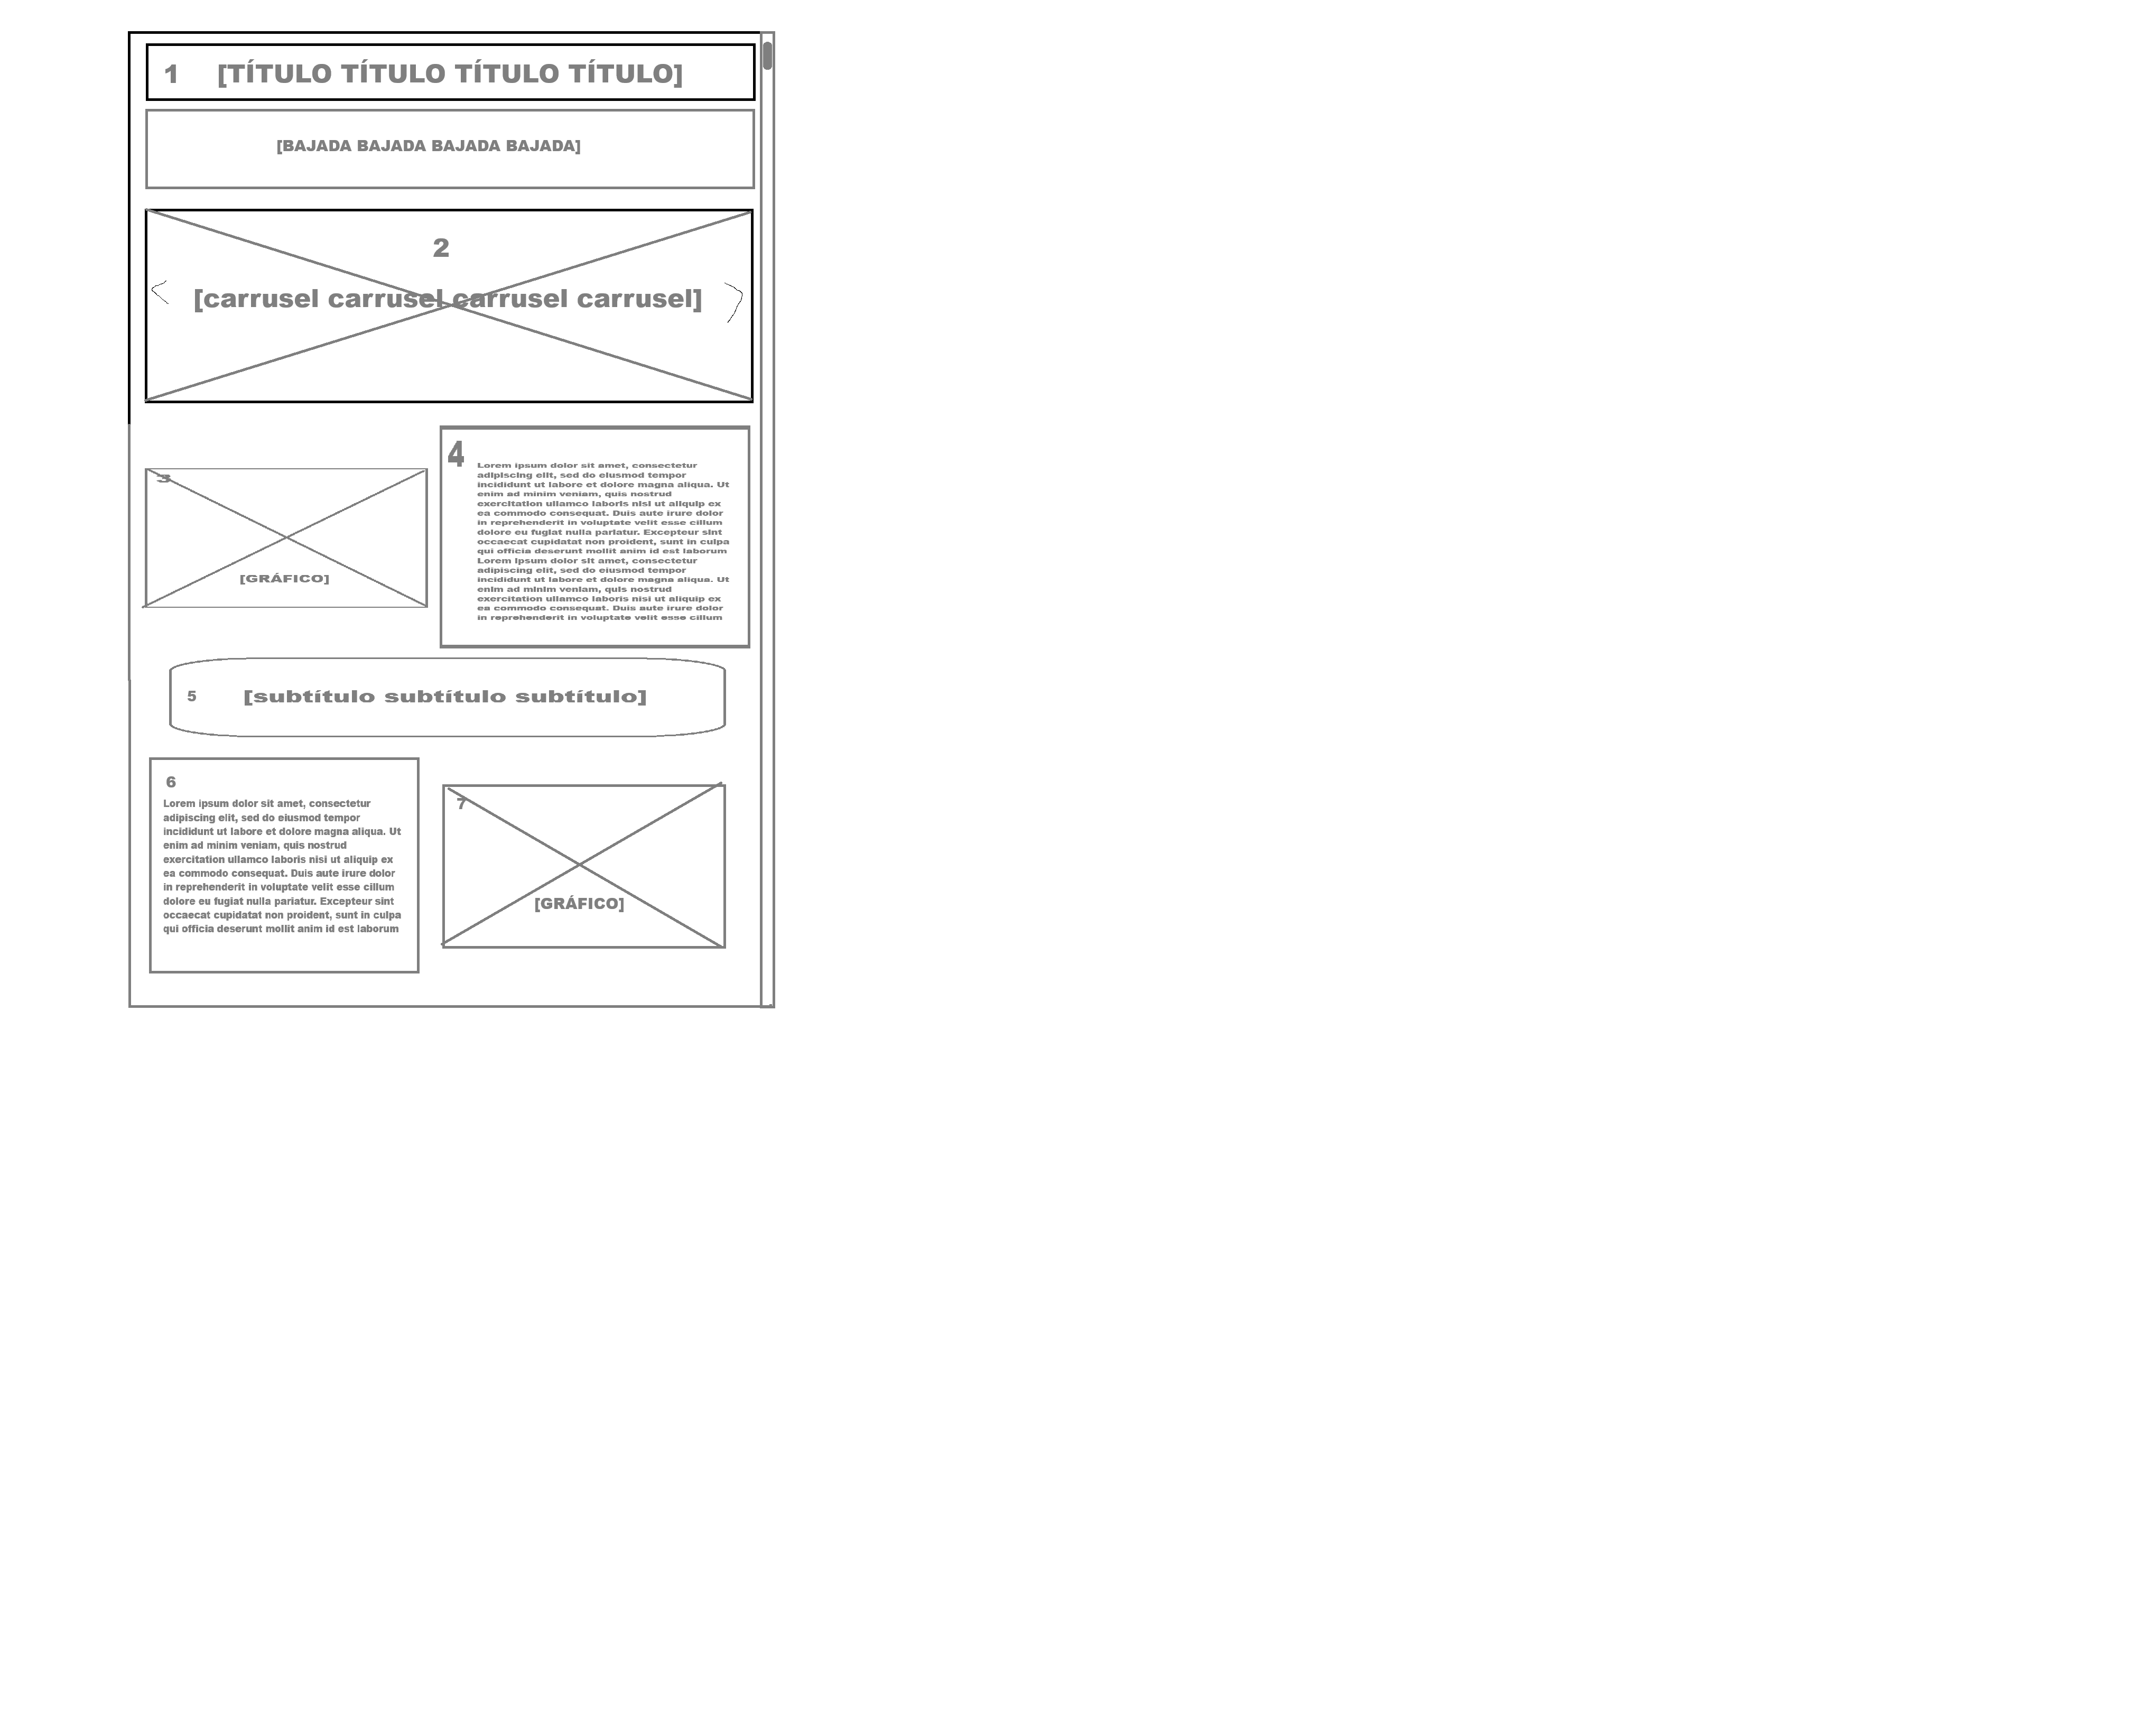 1 [TÍTULO TÍTULO TÍTULO TÍTULO]
[BAJADA BAJADA BAJADA BAJADA]
2
[carrusel carrusel carrusel carrusel]
3
[GRÁFICO]
4
Lorem ipsum dolor sit amet, consectetur
adipiscing elit, sed do eiusmod tempor
incididunt ut labore et dolore magna aliqua. Ut
enim ad minim veniam, quis nostrud
exercitation ullamco laboris nisi ut aliquip ex
ea commodo consequat. Duis aute irure dolor
in reprehenderit in voluptate velit esse cillum
dolore eu fugiat nulla pariatur. Excepteur sint
occaecat cupidatat non proident, sunt in culpa
qui officia deserunt mollit anim id est laborum
Lorem ipsum dolor sit amet, consectetur
adipiscing elit, sed do eiusmod tempor
incididunt ut labore et dolore magna aliqua. Ut
enim ad minim veniam, quis nostrud
exercitation ullamco laboris nisi ut aliquip ex
ea commodo consequat. Duis aute irure dolor
in reprehenderit in voluptate velit esse cillum
5 [subtítulo subtítulo subtítulo]
6
Lorem ipsum dolor sit amet, consectetur
adipiscing elit, sed do eiusmod tempor
incididunt ut labore et dolore magna aliqua. Ut
enim ad minim veniam, quis nostrud
exercitation ullamco laboris nisi ut aliquip ex
ea commodo consequat. Duis aute irure dolor
in reprehenderit in voluptate velit esse cillum
dolore eu fugiat nulla pariatur. Excepteur sint
occaecat cupidatat non proident, sunt in culpa
qui officia deserunt mollit anim id est laborum
7
[GRÁFICO]